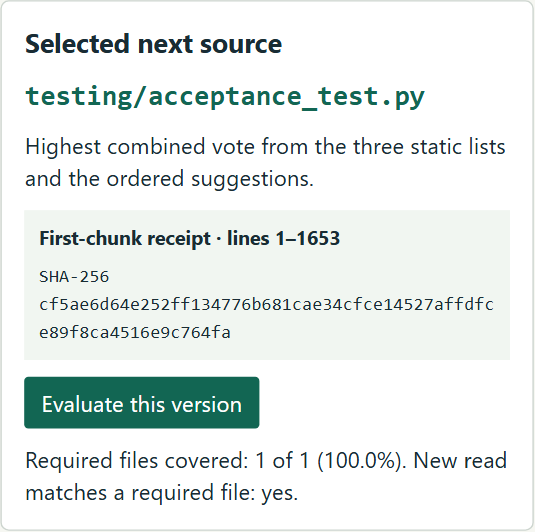 Selected next source
testing/acceptance_test.py
Highest combined vote from the three static lists
and the ordered suggestions.
First-chunk receipt · lines 1–1653
SHA-256
cf5ae6d64e252ff134776b681cae34cfce14527affdfc
e89f8ca4516e9c764fa
Evaluate this version
Required files covered: 1 of 1 (100.0%). New read
matches a required file: yes.